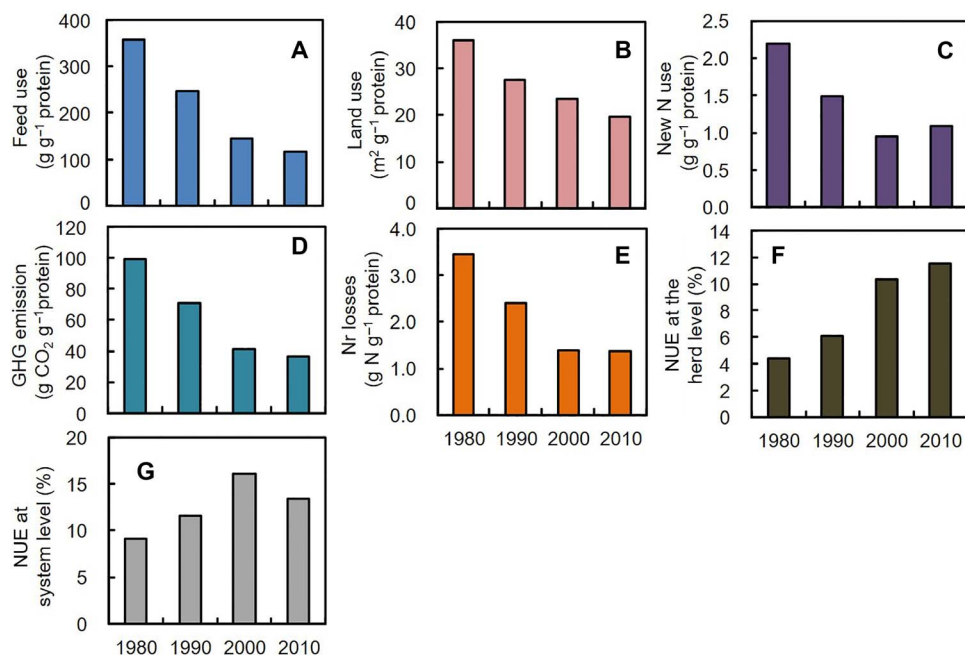 A
Feed use
(g g⁻¹ protein)
400
300
200
100
0
B
Land use
(m² g⁻¹ protein)
40
30
20
10
0
C
New N use
(g g⁻¹ protein)
2.5
2.0
1.5
1.0
0.5
0.0
D
GHG emission
(g CO₂ g⁻¹protein)
120
100
80
60
40
20
0
E
Nr losses
(g N g⁻¹ protein)
4.0
3.0
2.0
1.0
0.0
1980 1990 2000 2010
F
NUE at the
herd level (%)
14
12
10
8
6
4
2
0
1980 1990 2000 2010
G
NUE at
system level (%)
20
15
10
5
0
1980 1990 2000 2010